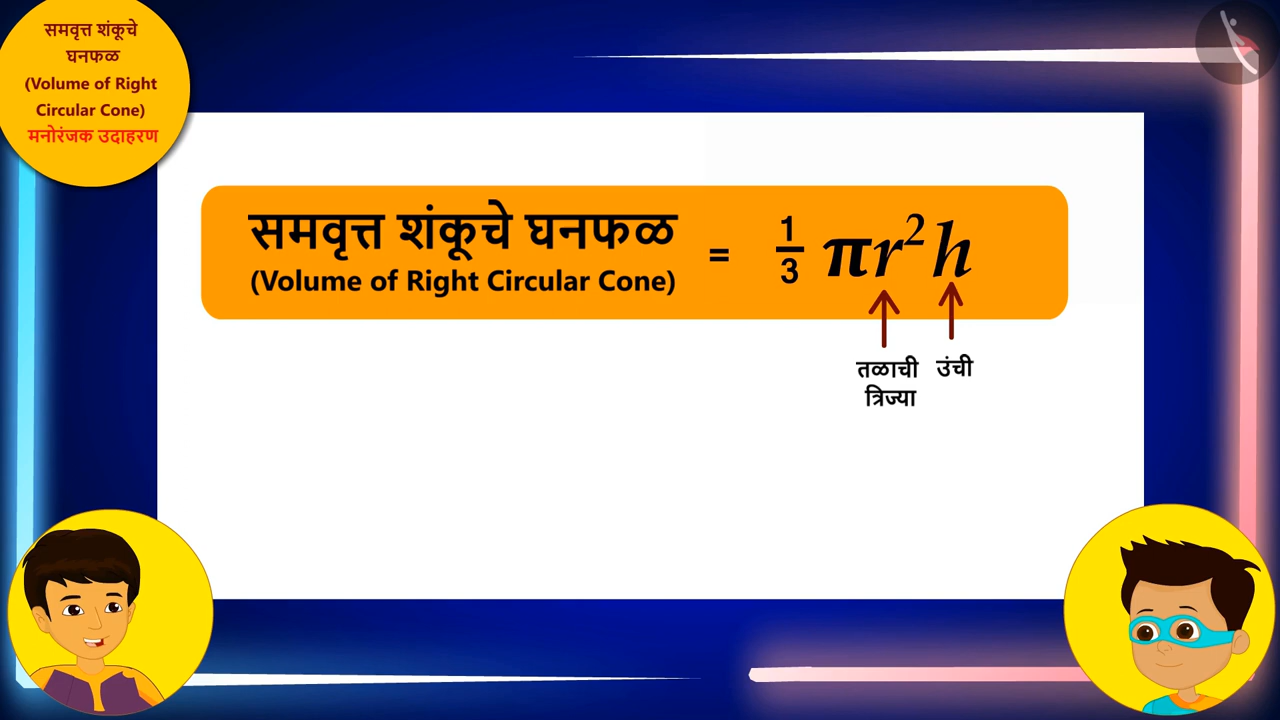 समवृत्त शंकूचे
घनफळ
(Volume of Right
Circular Cone)
मनोरंजक उदाहरण
समवृत्त शंकूचे घनफळ
(Volume of Right Circular Cone)
= 1/3 πr²h
तळाची उंची
त्रिज्या